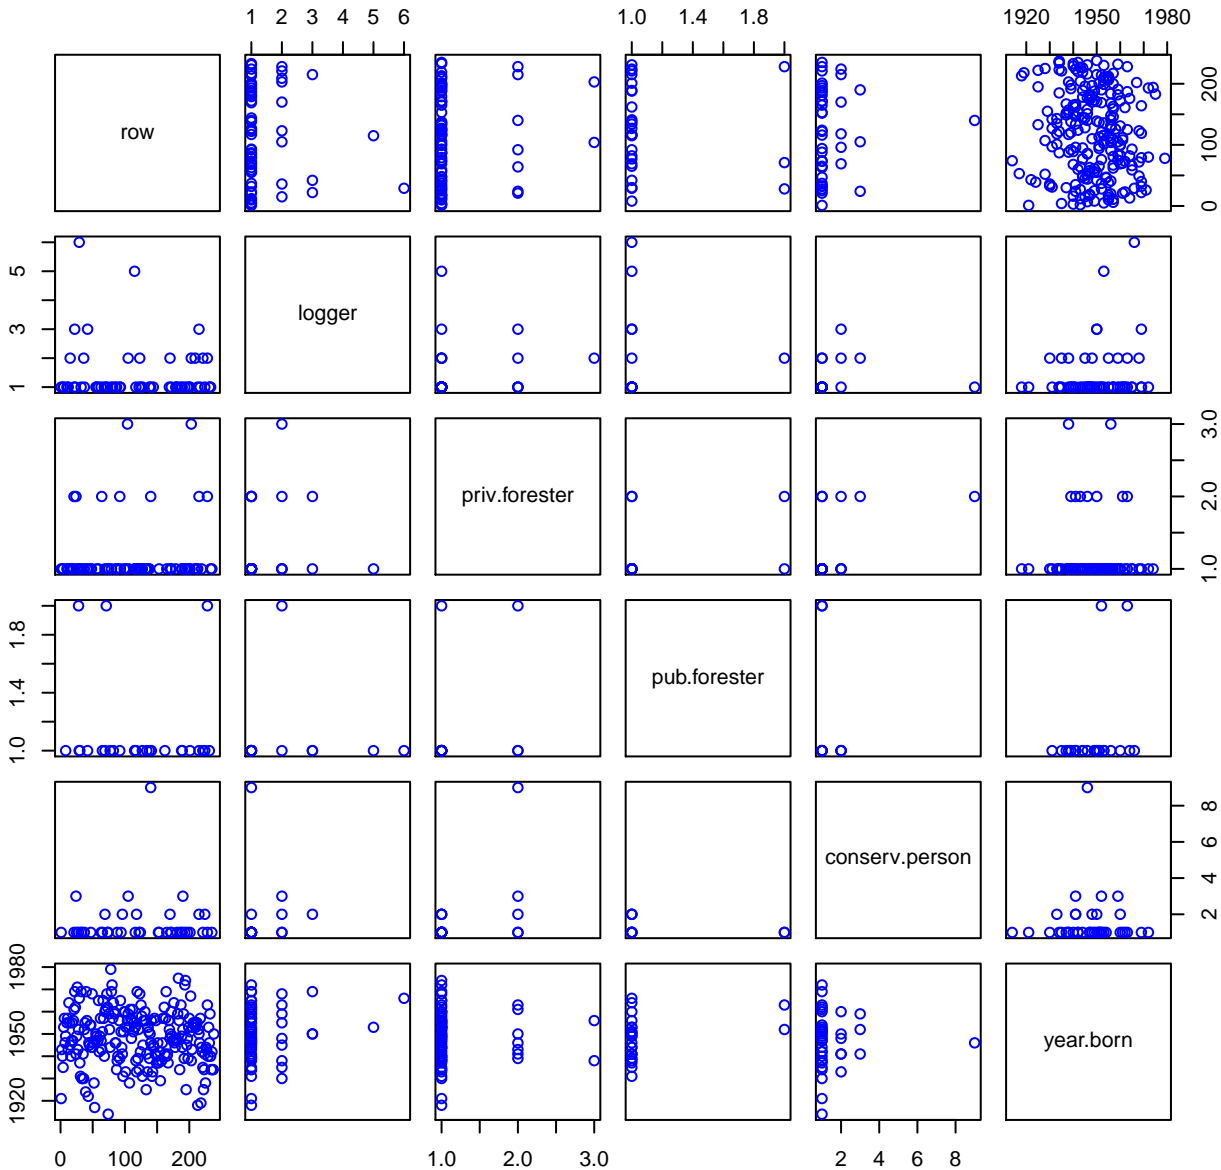 1 2 3 4 5 6 1.0 1.4 1.8 1920 1950 1980
row 0 100 200
1 3 5 logger
priv.forester 1.0 2.0 3.0
1.0 1.4 1.8 pub.forester
conserv.person 2 4 6 8
1920 1950 1980 year.born
0 100 200 1.0 2.0 3.0 2 4 6 8